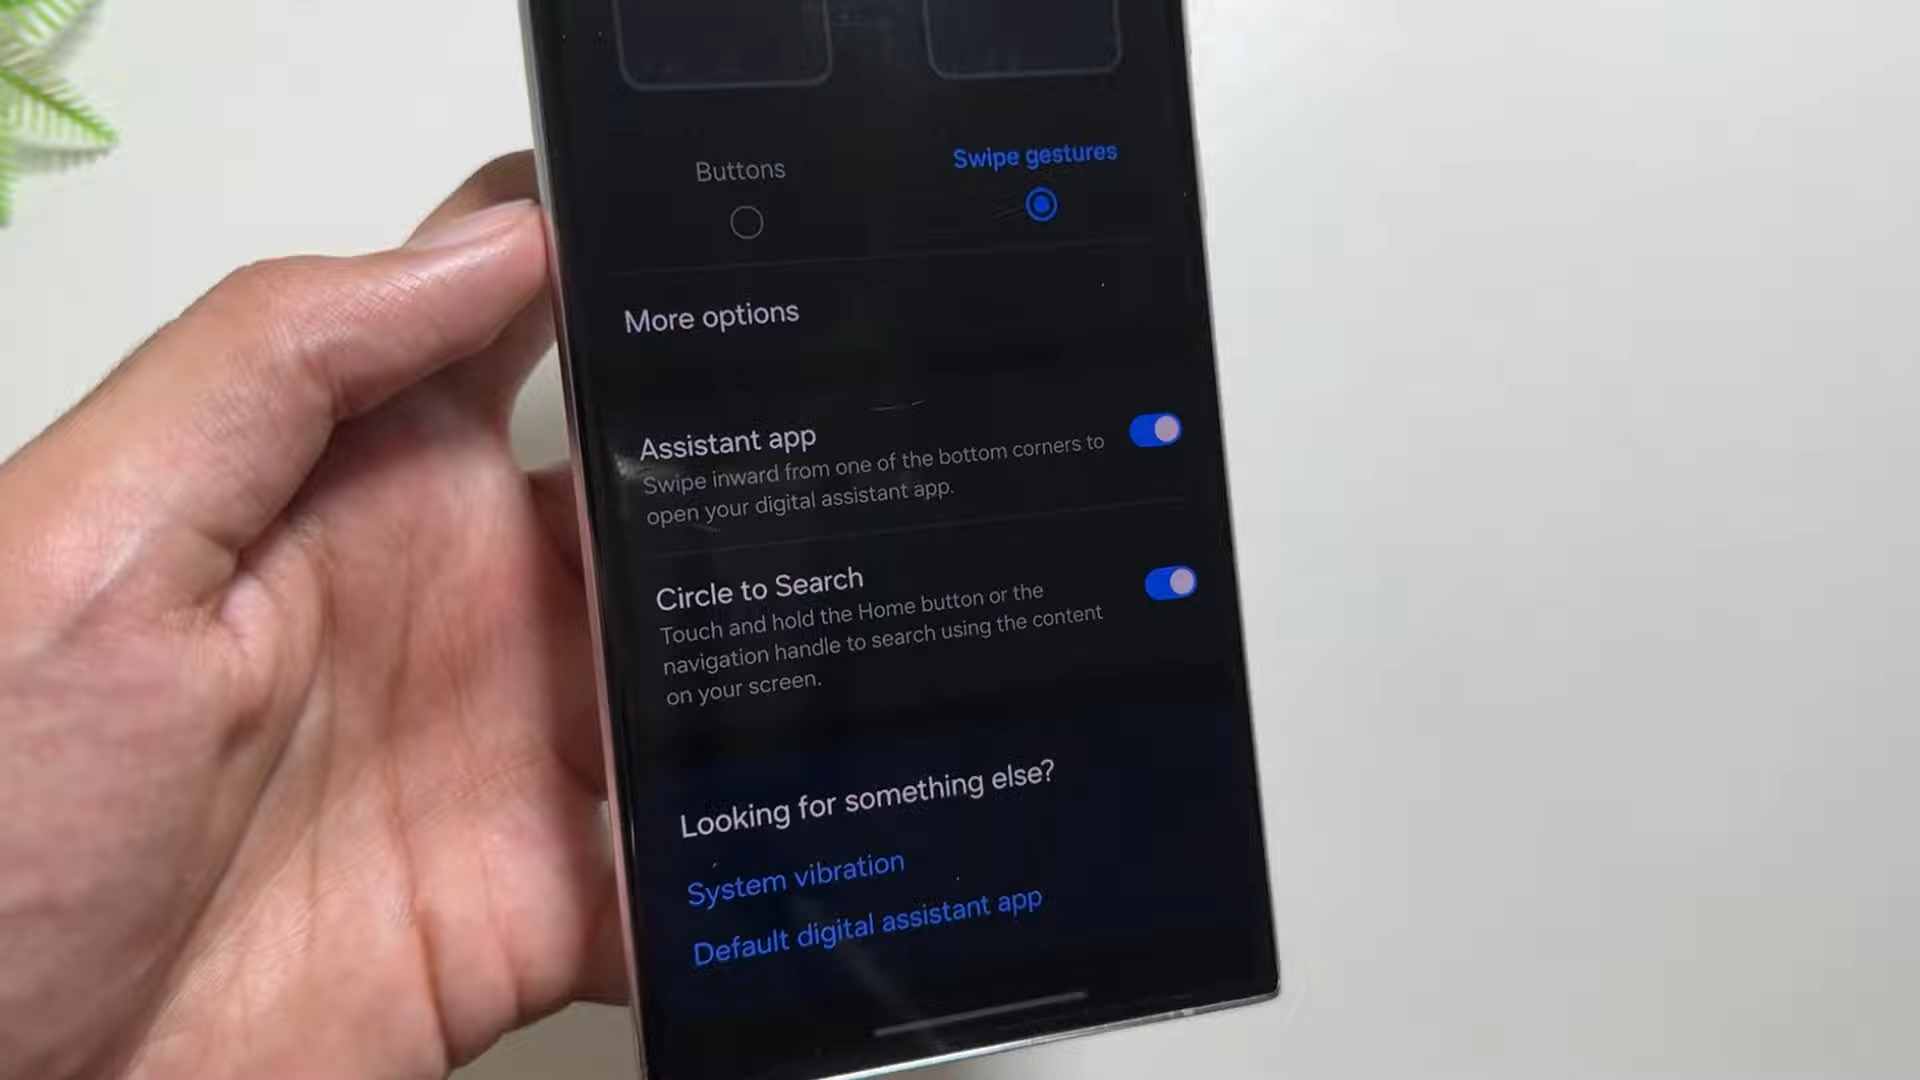 Buttons
Swipe gestures
More options
Assistant app
Swipe inward from one of the bottom corners to
open your digital assistant app.
Circle to Search
Touch and hold the Home button or the
navigation handle to search using the content
on your screen.
Looking for something else?
System vibration
Default digital assistant app